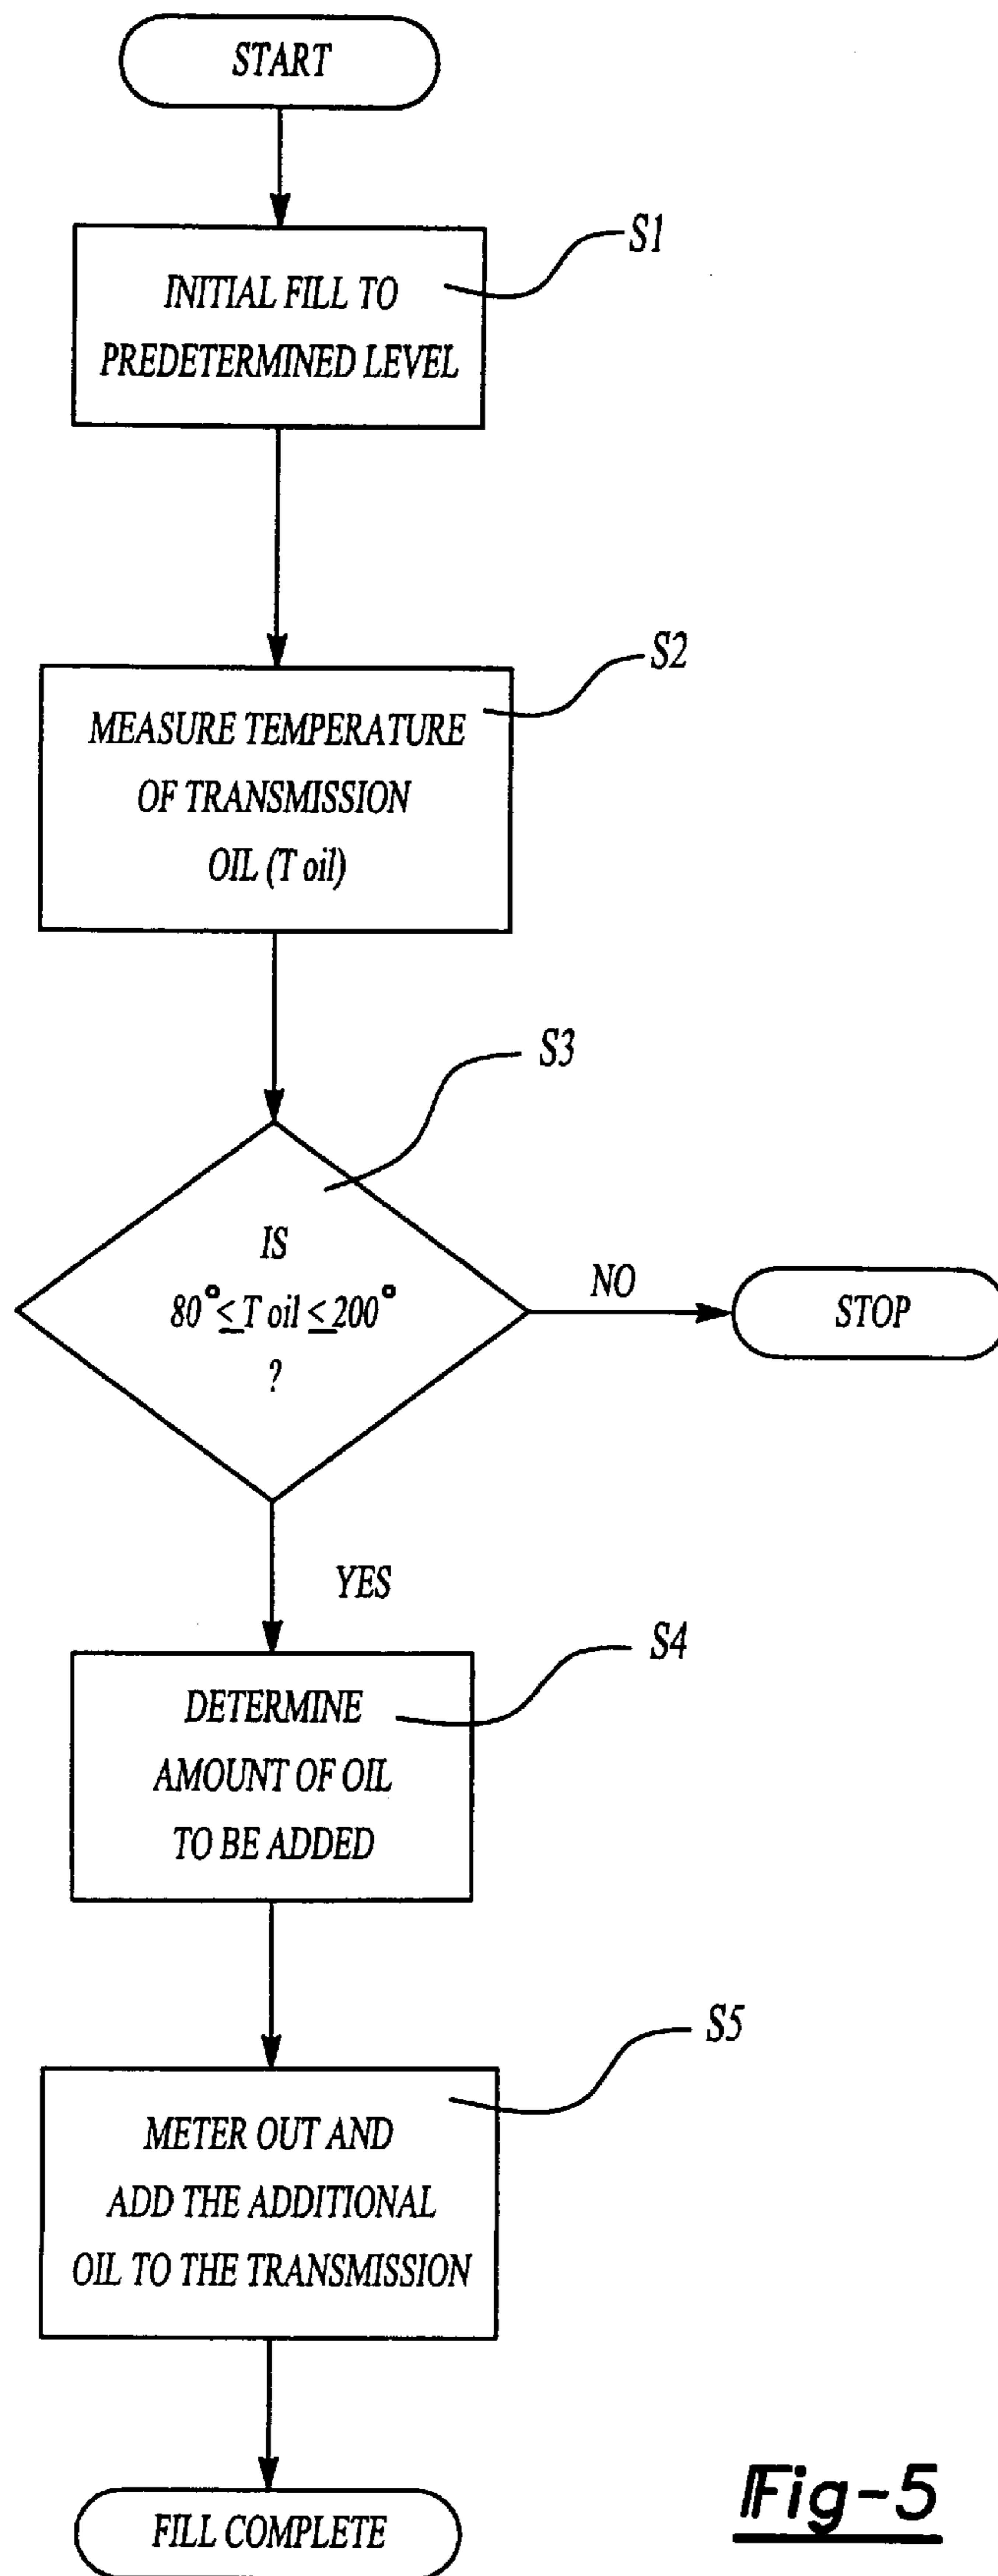 START
S1
INITIAL FILL TO
PREDETERMINED LEVEL
S2
MEASURE TEMPERATURE
OF TRANSMISSION
OIL (T oil)
S3
IS
80° ≤ T oil ≤ 200°
?
NO
STOP
YES
S4
DETERMINE
AMOUNT OF OIL
TO BE ADDED
S5
METER OUT AND
ADD THE ADDITIONAL
OIL TO THE TRANSMISSION
FILL COMPLETE
Fig-5